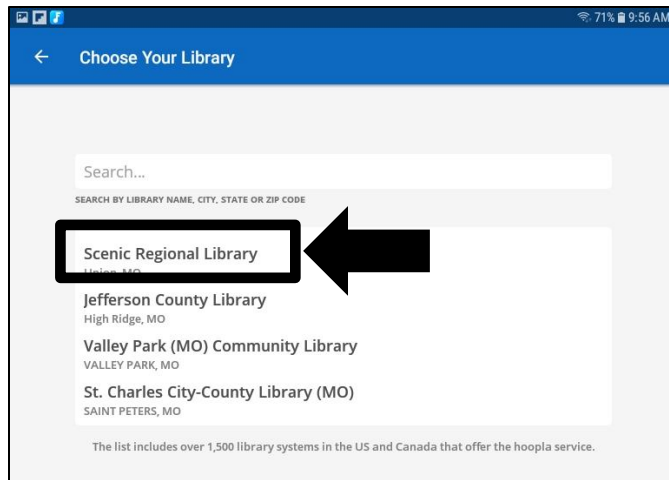 71% 9:56 AM
Choose Your Library
Search...
SEARCH BY LIBRARY NAME, CITY, STATE OR ZIP CODE
Scenic Regional Library
Union, MO
Jefferson County Library
High Ridge, MO
Valley Park (MO) Community Library
VALLEY PARK, MO
St. Charles City-County Library (MO)
SAINT PETERS, MO
The list includes over 1,500 library systems in the US and Canada that offer the hoopla service.